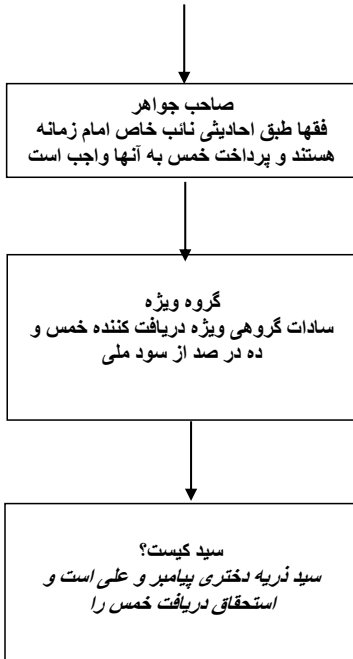 صاحب جواهر
فقها طبق احادیثی نائب خاص امام زمانه
هستند و پرداخت خمس به آنها واجب است
گروه ویژه
سادات گروهی ویژه دریافت کننده خمس و
ده در صد از سود ملی
سید کیست؟
سید ذریه دختری پیامبر و علی است و
استحقاق دریافت خمس را